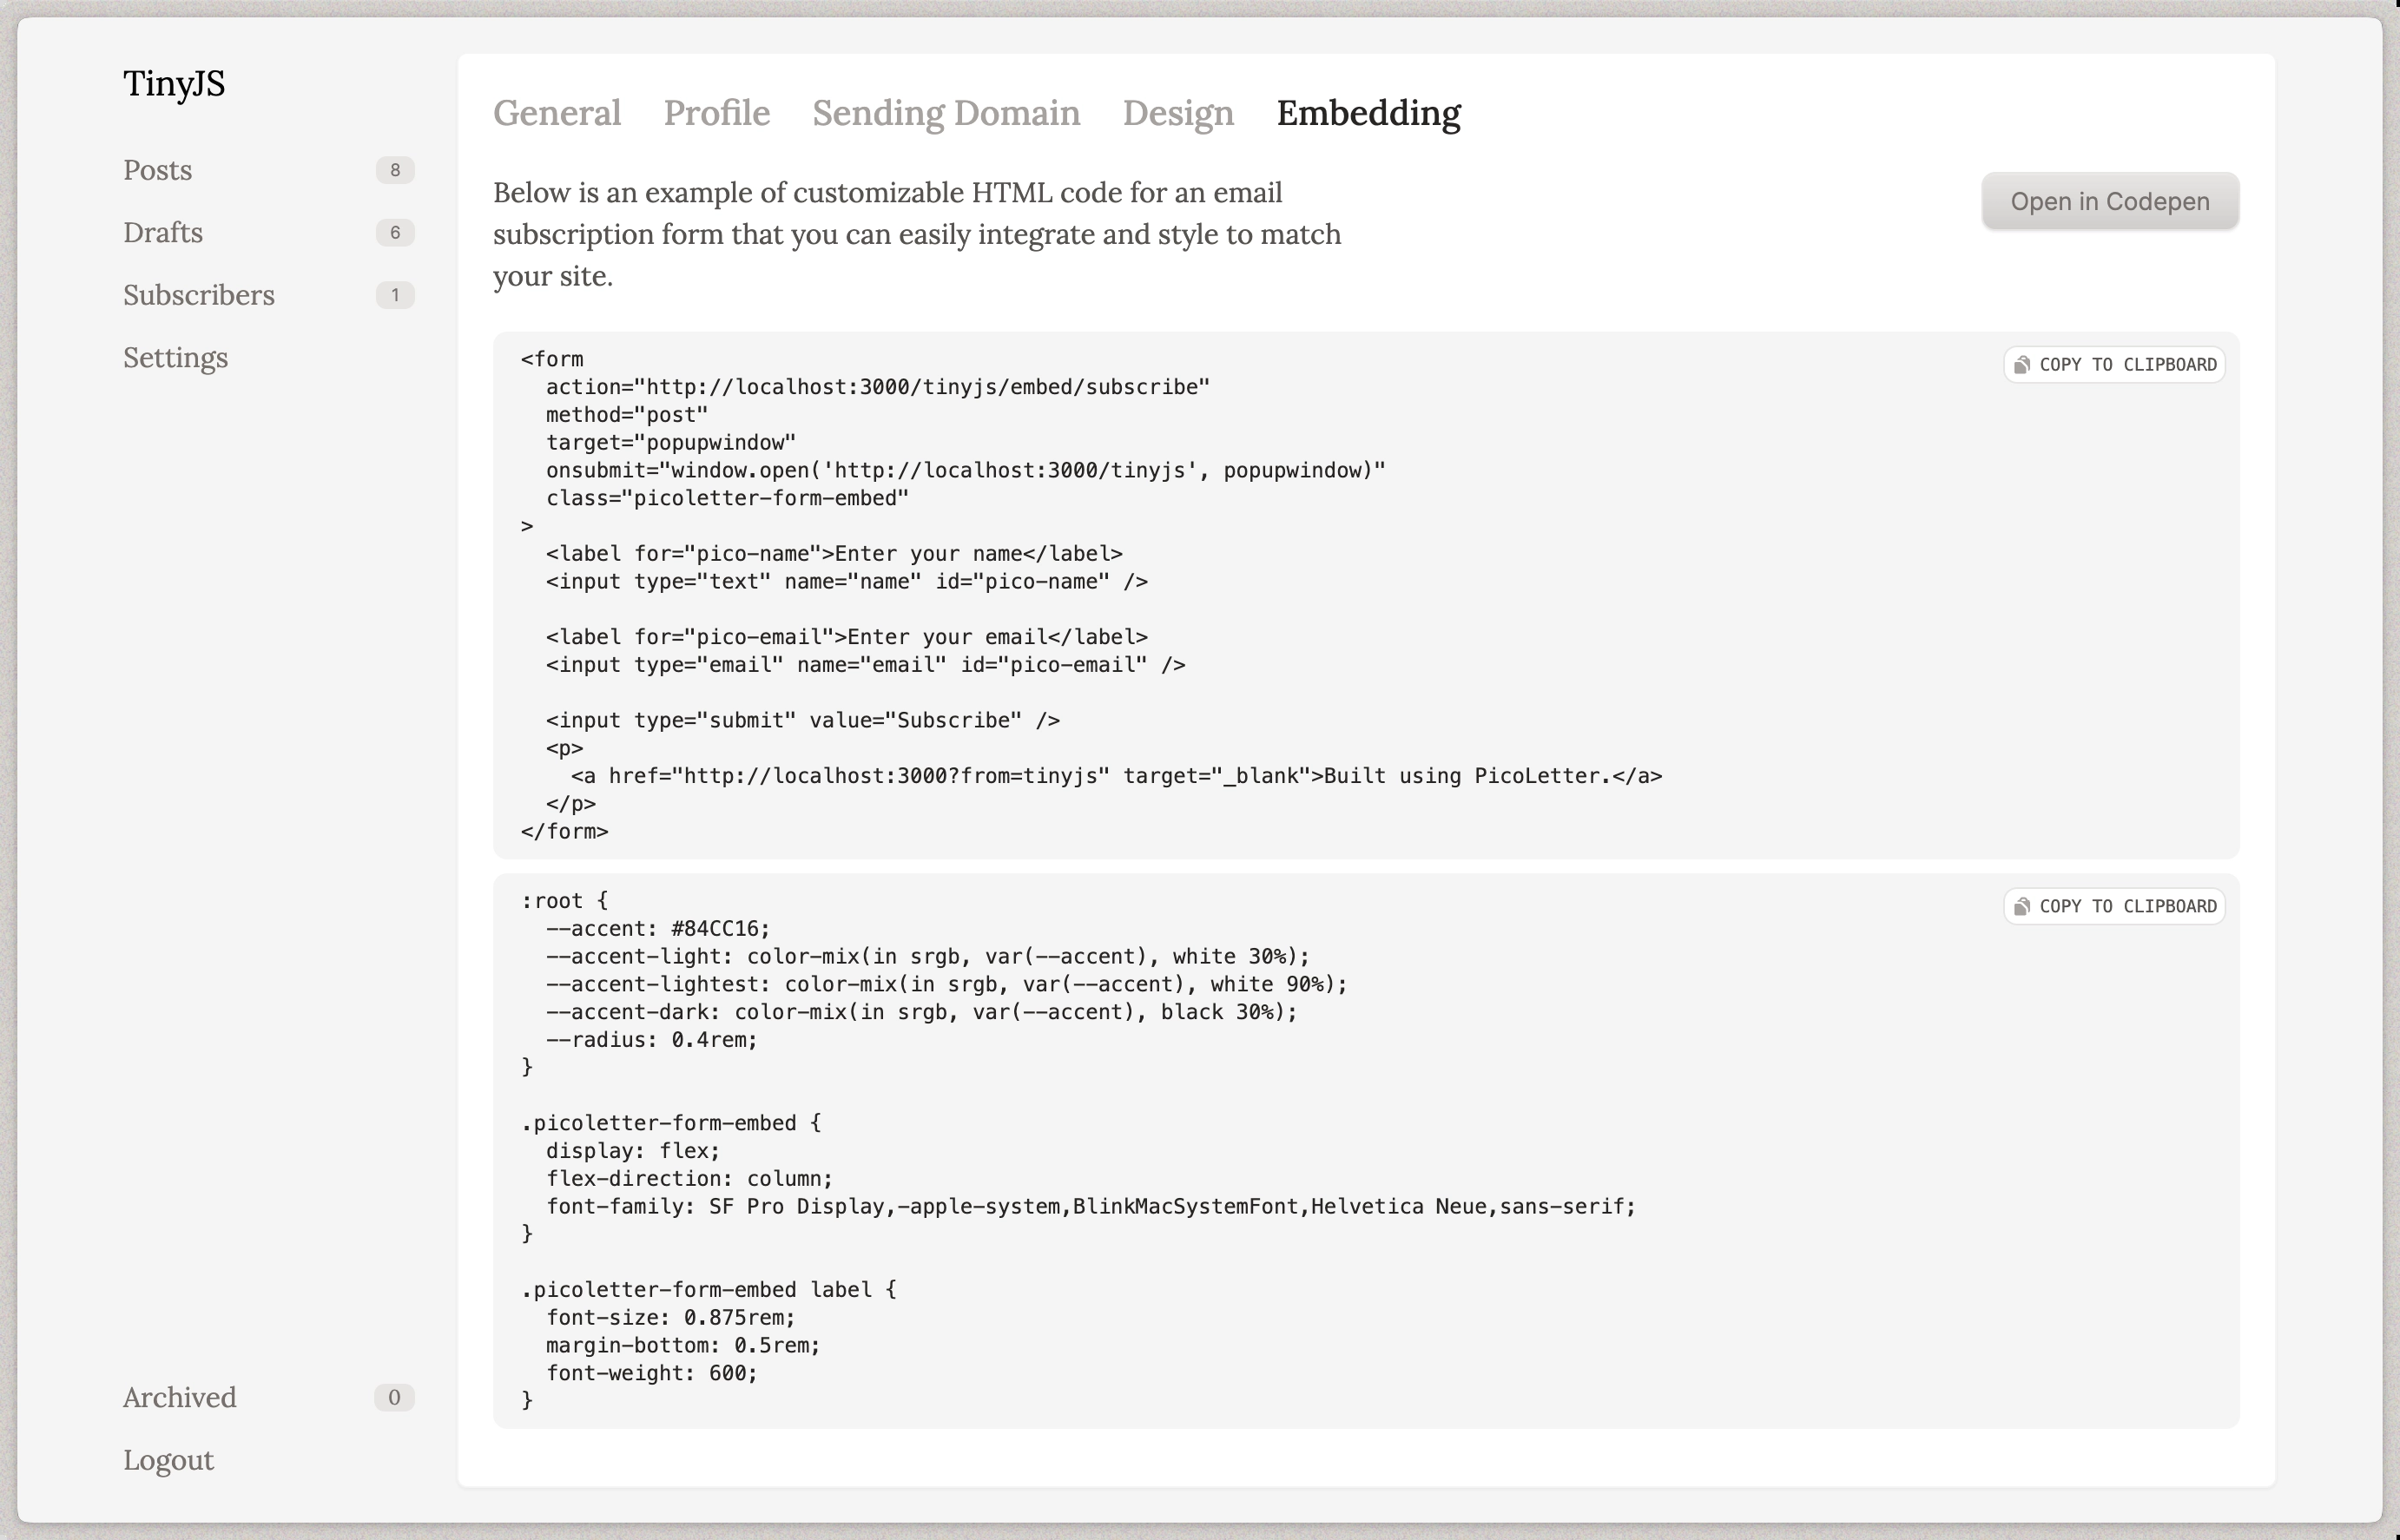 TinyJS
Posts 8
Drafts 6
Subscribers 1
Settings
Archived 0
Logout
General Profile Sending Domain Design Embedding
Below is an example of customizable HTML code for an email
subscription form that you can easily integrate and style to match
your site.
Open in Codepen
COPY TO CLIPBOARD
<form
  action="http://localhost:3000/tinyjs/embed/subscribe"
  method="post"
  target="popupwindow"
  onsubmit="window.open('http://localhost:3000/tinyjs', popupwindow)"
  class="picoletter-form-embed"
>
  <label for="pico-name">Enter your name</label>
  <input type="text" name="name" id="pico-name" />

  <label for="pico-email">Enter your email</label>
  <input type="email" name="email" id="pico-email" />

  <input type="submit" value="Subscribe" />
  <p>
    <a href="http://localhost:3000?from=tinyjs" target="_blank">Built using PicoLetter.</a>
  </p>
</form>
COPY TO CLIPBOARD
:root {
  --accent: #84CC16;
  --accent-light: color-mix(in srgb, var(--accent), white 30%);
  --accent-lightest: color-mix(in srgb, var(--accent), white 90%);
  --accent-dark: color-mix(in srgb, var(--accent), black 30%);
  --radius: 0.4rem;
}

.picoletter-form-embed {
  display: flex;
  flex-direction: column;
  font-family: SF Pro Display,-apple-system,BlinkMacSystemFont,Helvetica Neue,sans-serif;
}

.picoletter-form-embed label {
  font-size: 0.875rem;
  margin-bottom: 0.5rem;
  font-weight: 600;
}